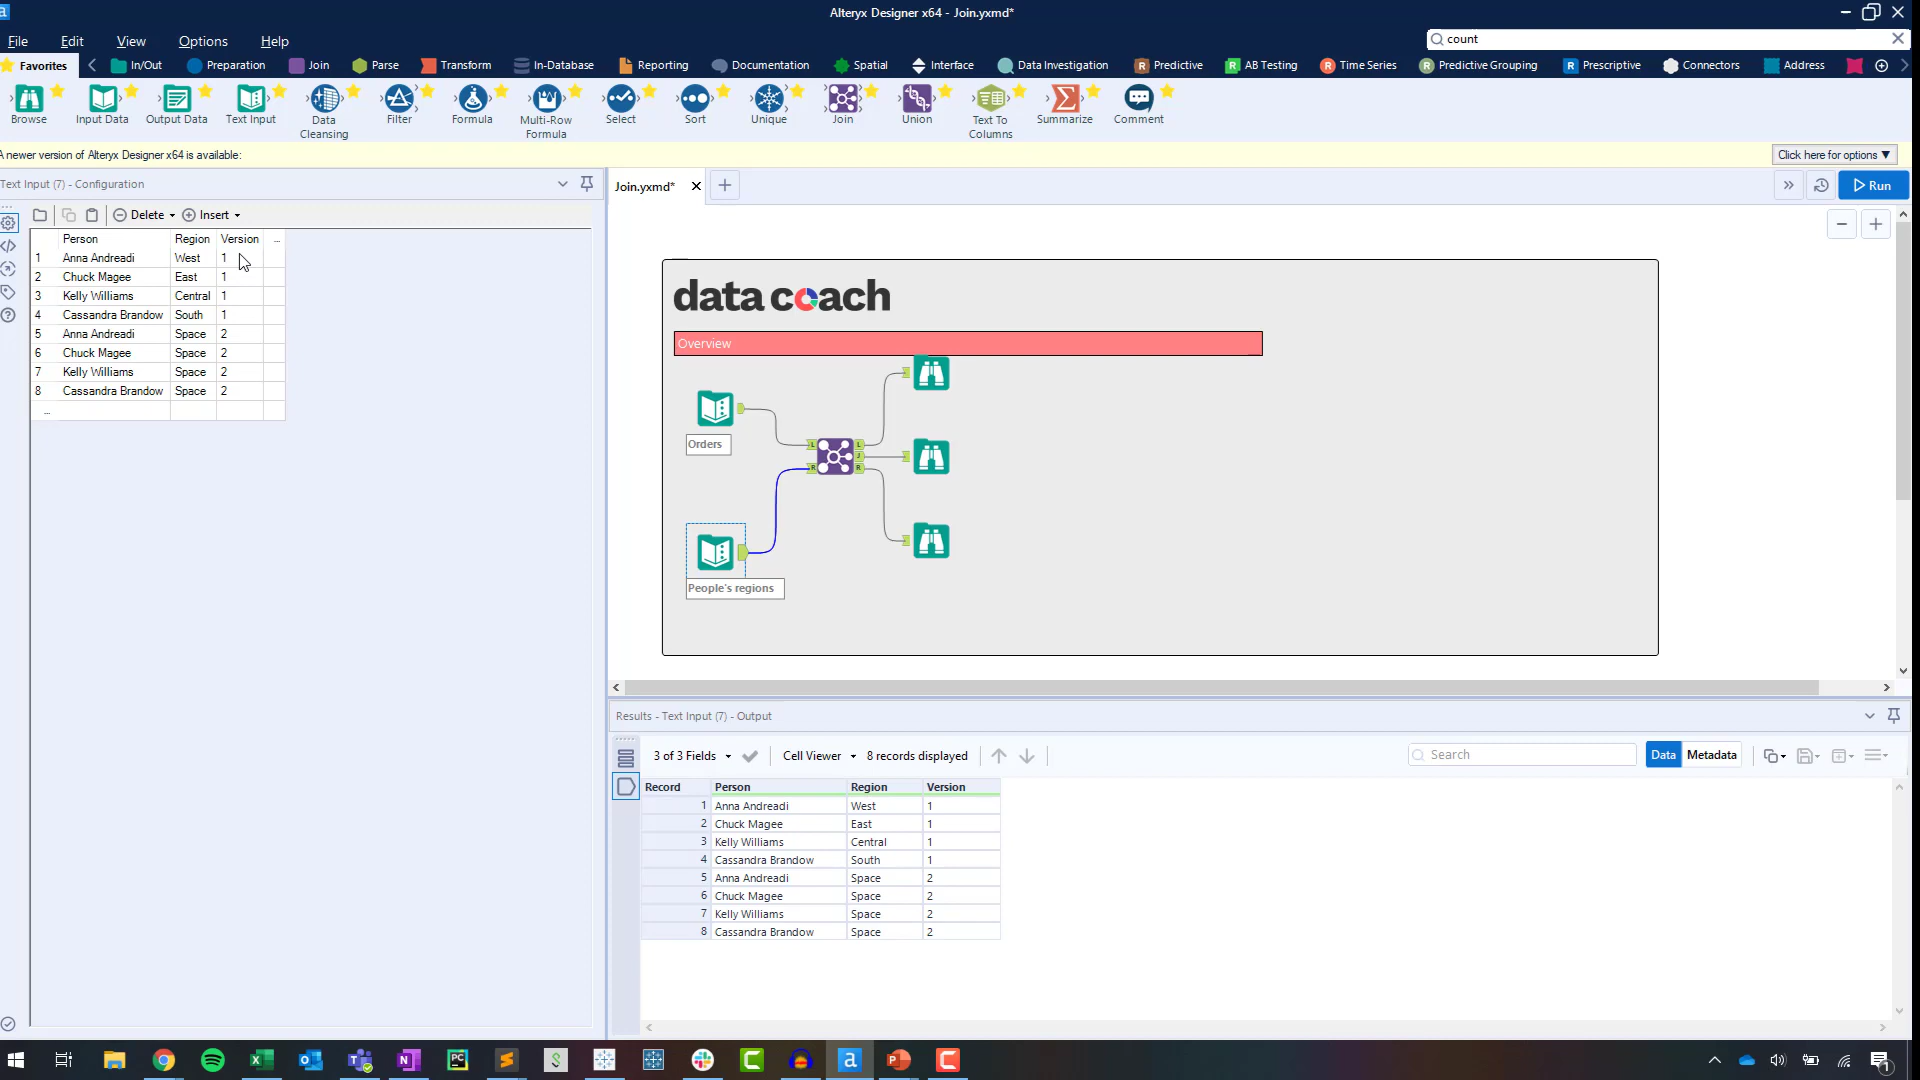 Alteryx Designer x64 - Join.yxmd*
File Edit View Options Help
count
Favorites In/Out Preparation Join Parse Transform In-Database Reporting Documentation Spatial Interface Data Investigation Predictive AB Testing Time Series Predictive Grouping Prescriptive Connectors Address
Browse Input Data Output Data Text Input Data Cleansing Filter Formula Multi-Row Formula Select Sort Unique Join Union Text To Columns Summarize Comment
A newer version of Alteryx Designer x64 is available:
Click here for options ▼
Text Input (7) - Configuration
Delete Insert
Person Region Version ...
1 Anna Andreadi West 1
2 Chuck Magee East 1
3 Kelly Williams Central 1
4 Cassandra Brandow South 1
5 Anna Andreadi Space 2
6 Chuck Magee Space 2
7 Kelly Williams Space 2
8 Cassandra Brandow Space 2
...
Join.yxmd*
Run
data coach
Overview
Orders
L
R
L
J
R
People's regions
Results - Text Input (7) - Output
3 of 3 Fields Cell Viewer 8 records displayed
Search
Data Metadata
Record Person Region Version
1 Anna Andreadi West 1
2 Chuck Magee East 1
3 Kelly Williams Central 1
4 Cassandra Brandow South 1
5 Anna Andreadi Space 2
6 Chuck Magee Space 2
7 Kelly Williams Space 2
8 Cassandra Brandow Space 2